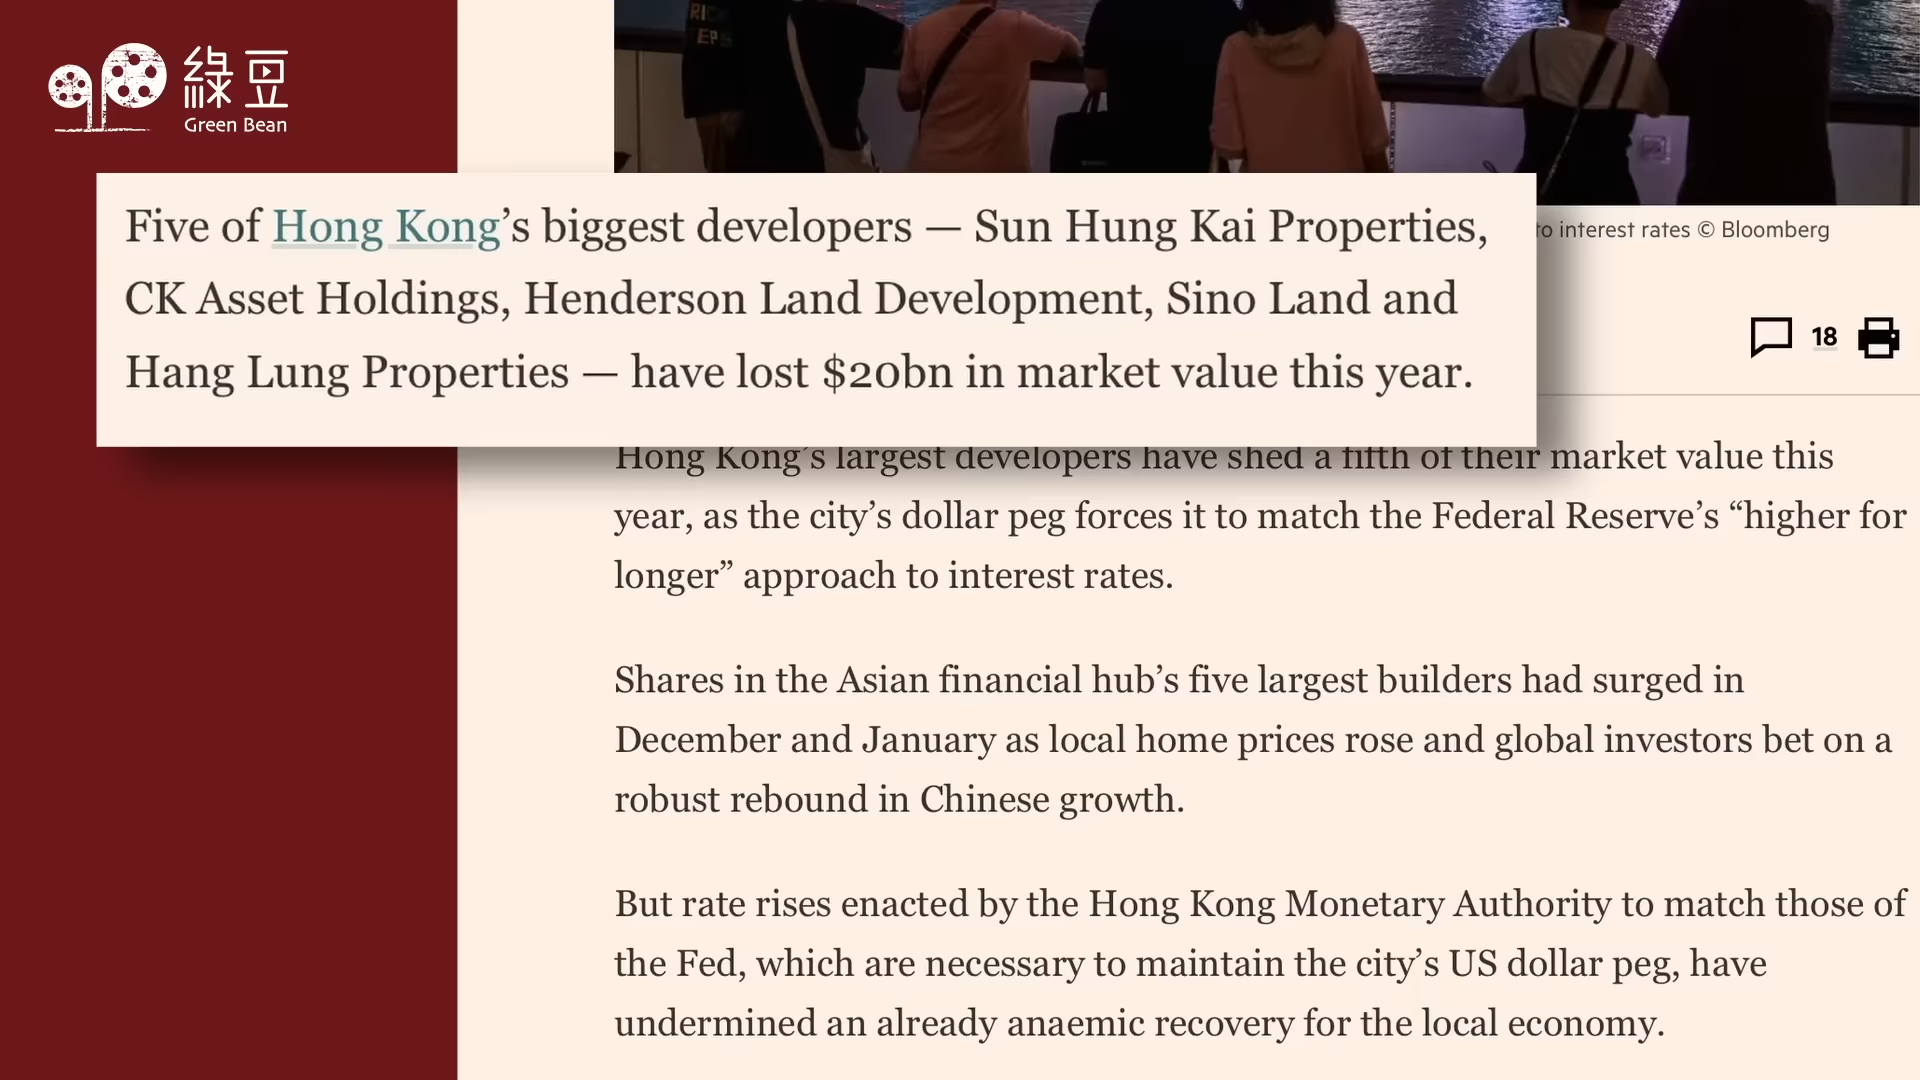 綠豆
Green Bean
RIC
EP
Five of Hong Kong’s biggest developers — Sun Hung Kai Properties,
CK Asset Holdings, Henderson Land Development, Sino Land and
Hang Lung Properties — have lost $20bn in market value this year.
to interest rates © Bloomberg
18
Hong Kong’s largest developers have shed a fifth of their market value this
year, as the city’s dollar peg forces it to match the Federal Reserve’s “higher for
longer” approach to interest rates.
Shares in the Asian financial hub’s five largest builders had surged in
December and January as local home prices rose and global investors bet on a
robust rebound in Chinese growth.
But rate rises enacted by the Hong Kong Monetary Authority to match those of
the Fed, which are necessary to maintain the city’s US dollar peg, have
undermined an already anaemic recovery for the local economy.